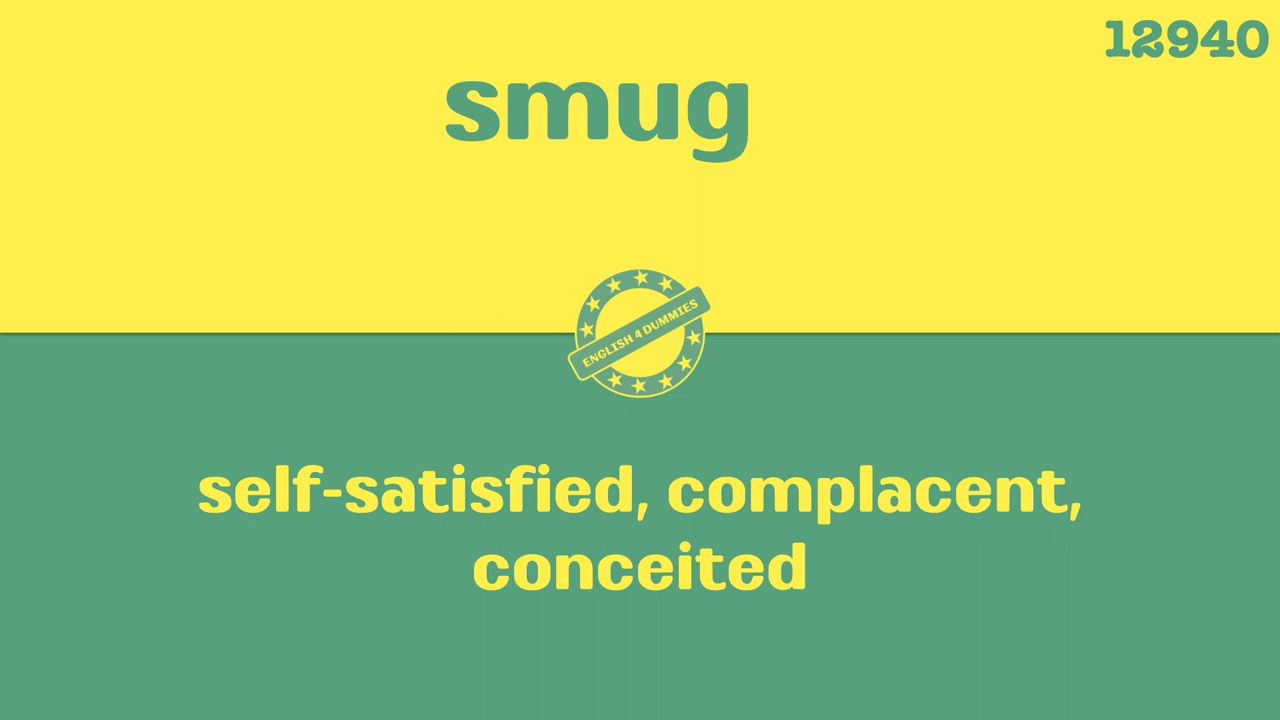 12940
smug
ENGLISH 4 DUMMIES
self-satisfied, complacent,
conceited